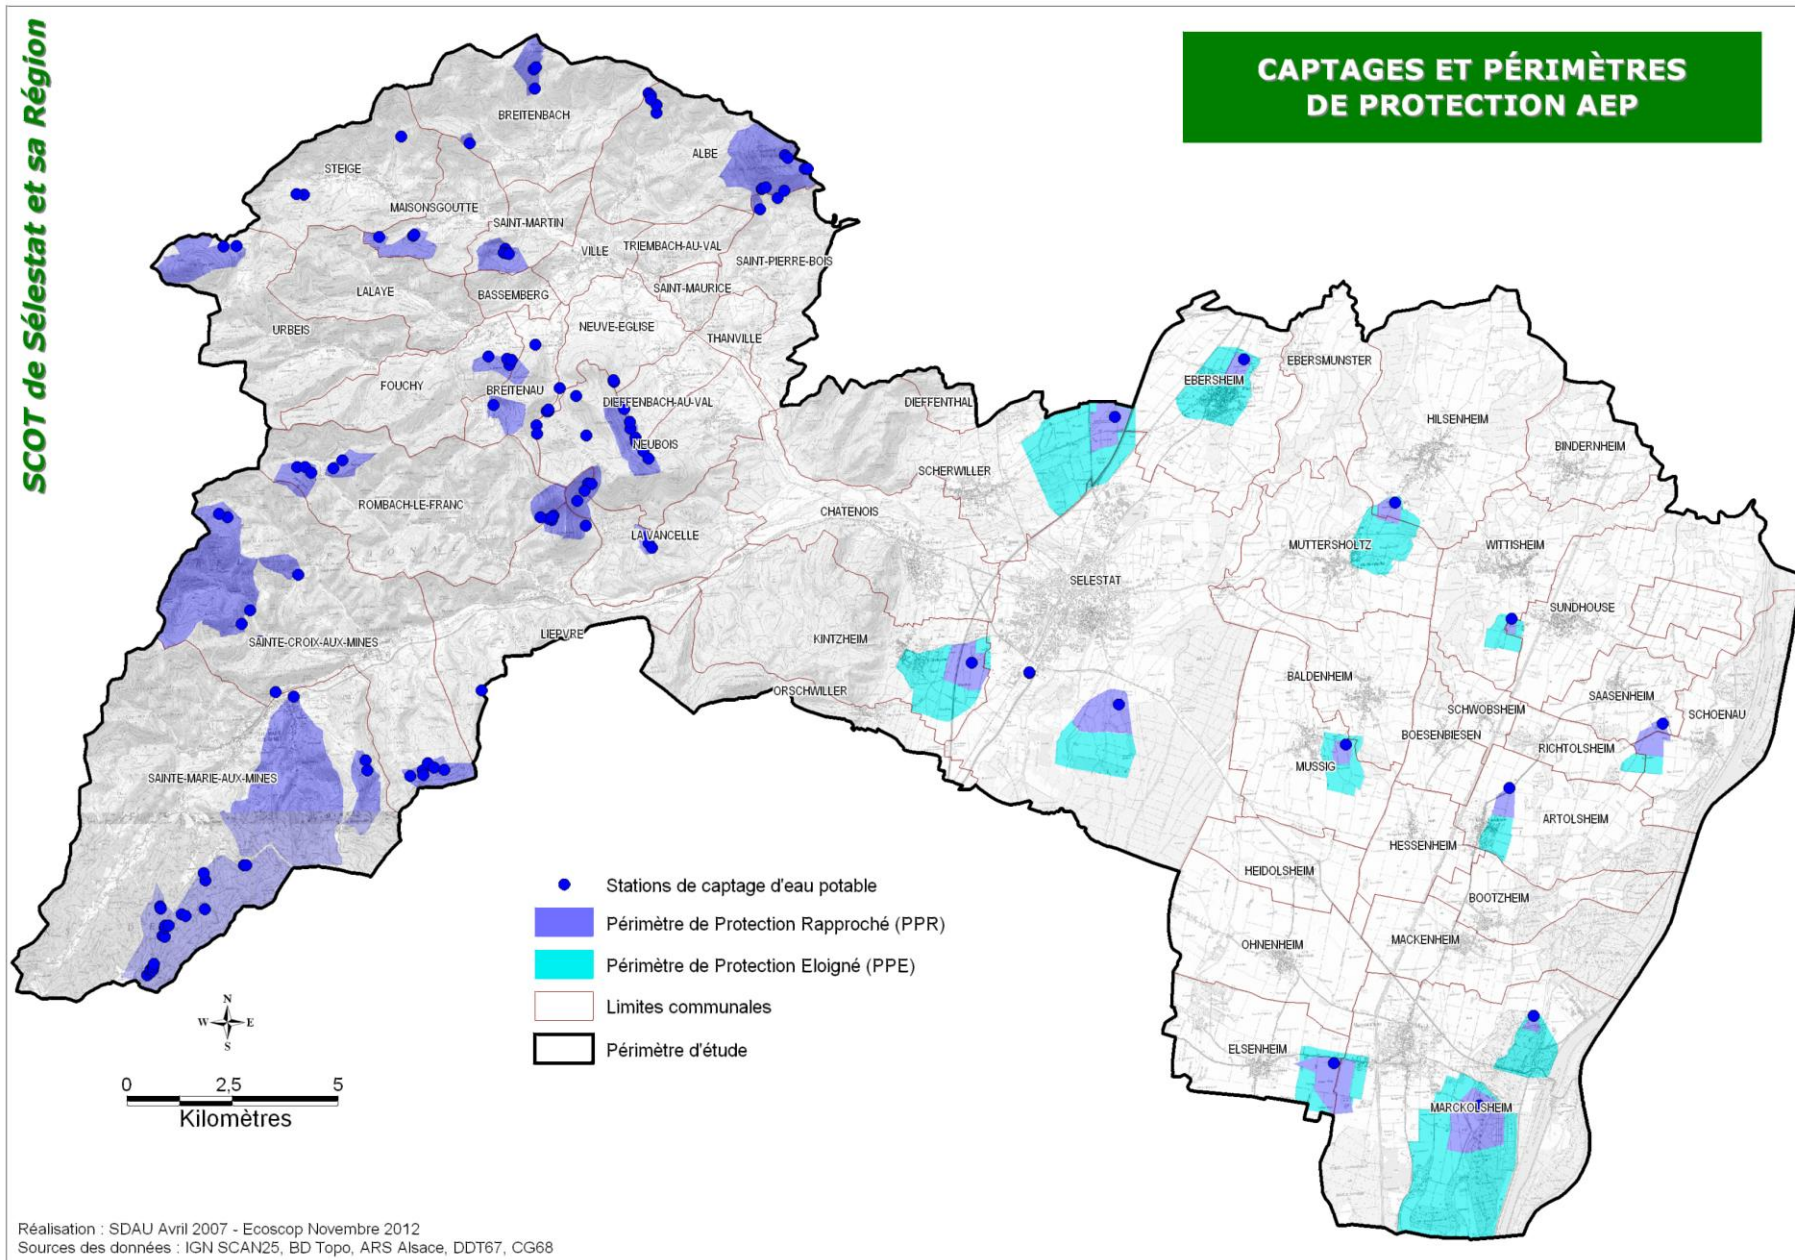 SCOT de Sélestat et sa Région
CAPTAGES ET PÉRIMÈTRES
DE PROTECTION AEP
BREITENBACH
ALBE
STEIGE
MAISONSGOUTTE
SAINT-MARTIN
VILLE
TRIEMBACH-AU-VAL
SAINT-PIERRE-BOIS
LALAYE
BASSEMBERG
SAINT-MAURICE
URBEIS
NEUVE-EGLISE
THANVILLE
FOUCHY
BREITENAU
DIEFFENBACH-AU-VAL
DIEFFENTHAL
NEUBOIS
EBERSHEIM
EBERSMUNSTER
HILSENHEIM
BINDERNHEIM
SCHERWILLER
ROMBACH-LE-FRANC
CHATENOIS
LA VANCELLE
MUTTERSHOLTZ
WITTISHEIM
SELESTAT
SUNDHOUSE
SAINTE-CROIX-AUX-MINES
LIEPVRE
KINTZHEIM
ORSCHWILLER
BALDENHEIM
SAASENHEIM
SCHWOBSHEIM
SCHOENAU
BOESENBIESEN
RICHTOLSHEIM
MUSSIG
SAINTE-MARIE-AUX-MINES
ARTOLSHEIM
HESSENHEIM
HEIDOLSHEIM
BOOTZHEIM
MACKENHEIM
OHNENHEIM
ELSENHEIM
MARCKOLSHEIM
Stations de captage d'eau potable
Périmètre de Protection Rapproché (PPR)
Périmètre de Protection Eloigné (PPE)
Limites communales
Périmètre d'étude
N
W E
S
0 2,5 5
Kilomètres
Réalisation : SDAU Avril 2007 - Ecoscop Novembre 2012
Sources des données : IGN SCAN25, BD Topo, ARS Alsace, DDT67, CG68